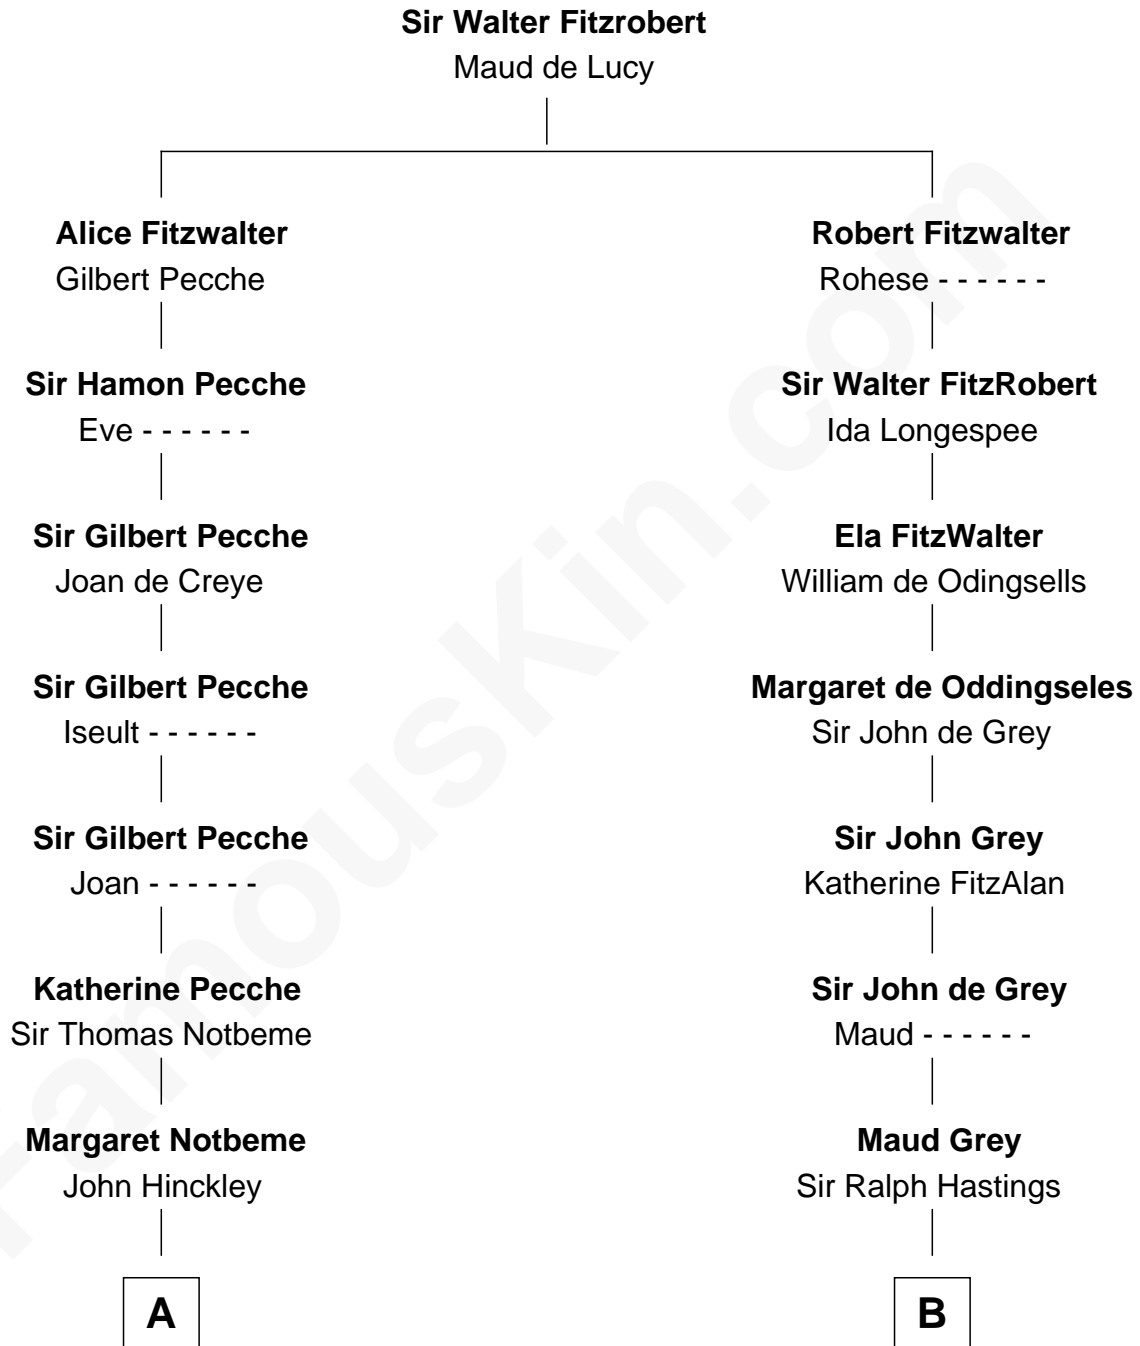 Sir Walter Fitzrobert
Maud de Lucy
Alice Fitzwalter
Gilbert Pecche
Robert Fitzwalter
Rohese - - - - - -
Sir Hamon Pecche
Eve - - - - - -
Sir Walter FitzRobert
Ida Longespee
Sir Gilbert Pecche
Joan de Creye
Ela FitzWalter
William de Odingsells
Sir Gilbert Pecche
Iseult - - - - - -
Margaret de Oddingseles
Sir John de Grey
Sir Gilbert Pecche
Joan - - - - - -
Sir John Grey
Katherine FitzAlan
Katherine Pecche
Sir Thomas Notbeme
Sir John de Grey
Maud - - - - - -
Margaret Notbeme
John Hinckley
Maud Grey
Sir Ralph Hastings
A
B
FamousKin.com